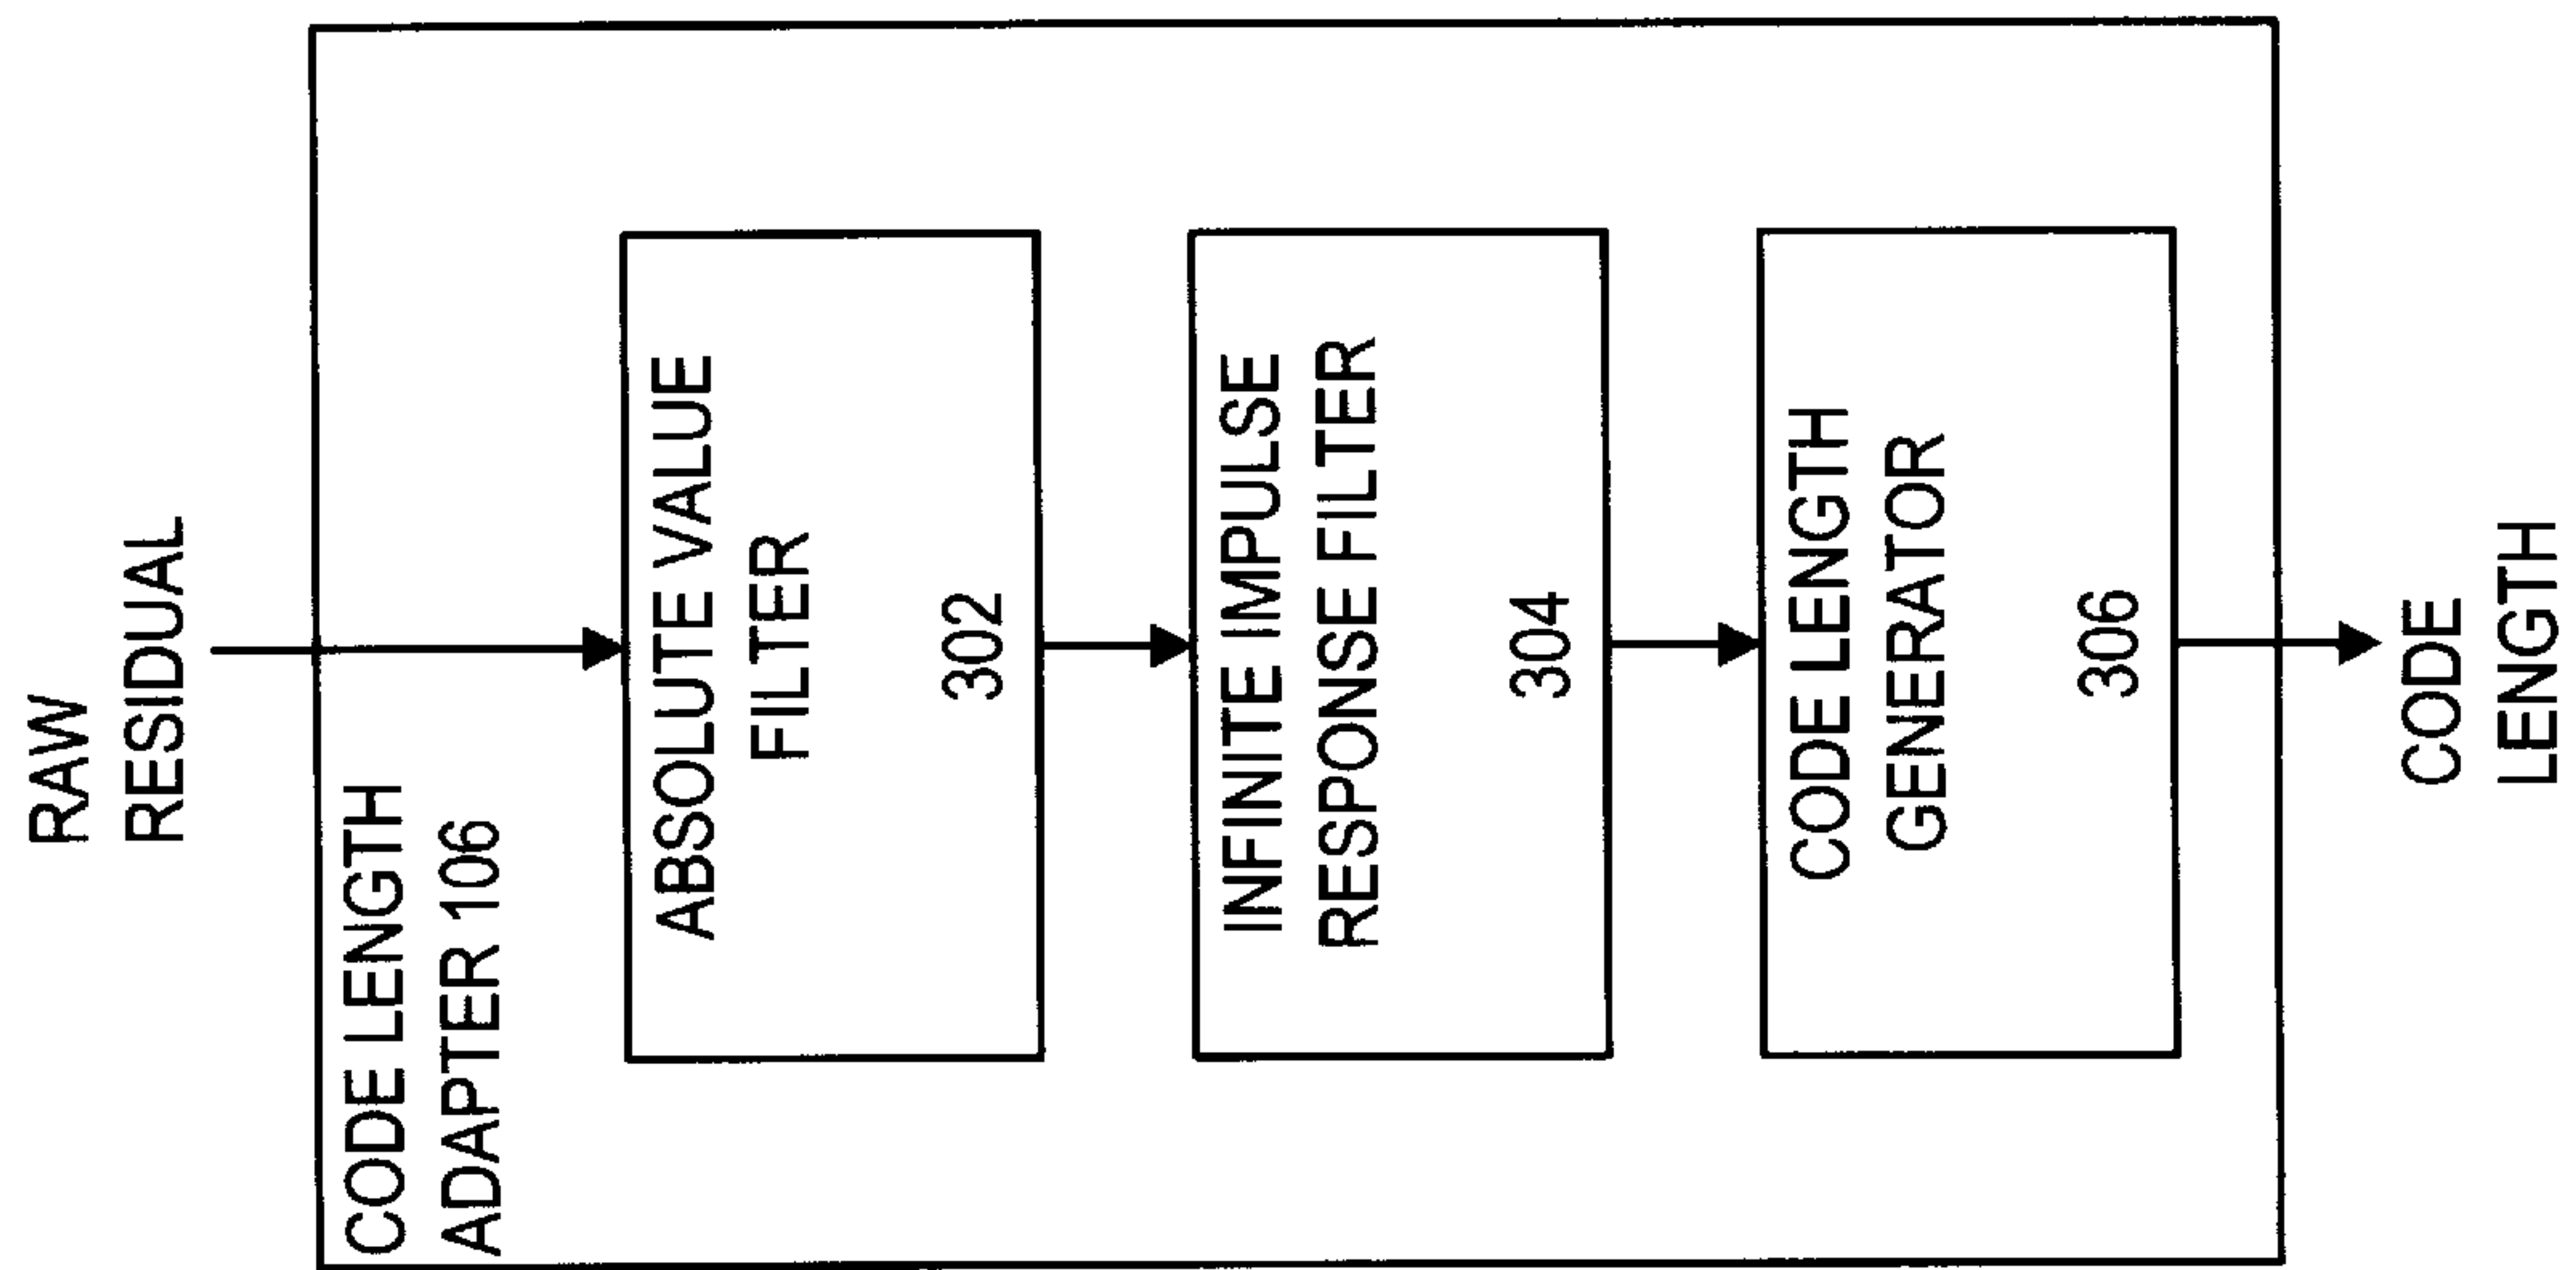 RAW
RESIDUAL
CODE LENGTH
ADAPTER 106
ABSOLUTE VALUE
FILTER
302
INFINITE IMPULSE
RESPONSE FILTER
304
CODE LENGTH
GENERATOR
306
CODE
LENGTH